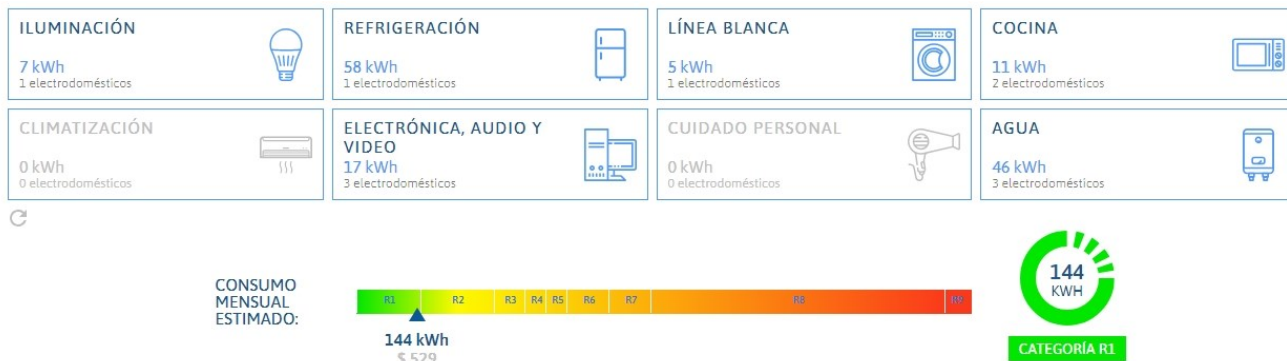 ILUMINACIÓN
7 kWh
1 electrodomésticos
REFRIGERACIÓN
58 kWh
1 electrodomésticos
LÍNEA BLANCA
5 kWh
1 electrodomésticos
COCINA
11 kWh
2 electrodomésticos
CLIMATIZACIÓN
0 kWh
0 electrodomésticos
ELECTRÓNICA, AUDIO Y
VIDEO
17 kWh
3 electrodomésticos
CUIDADO PERSONAL
0 kWh
0 electrodomésticos
AGUA
46 kWh
3 electrodomésticos
CONSUMO
MENSUAL
ESTIMADO:
R1 R2 R3 R4 R5 R6 R7 R8 R9
144 kWh
$ 529
144
KWH
CATEGORÍA R1